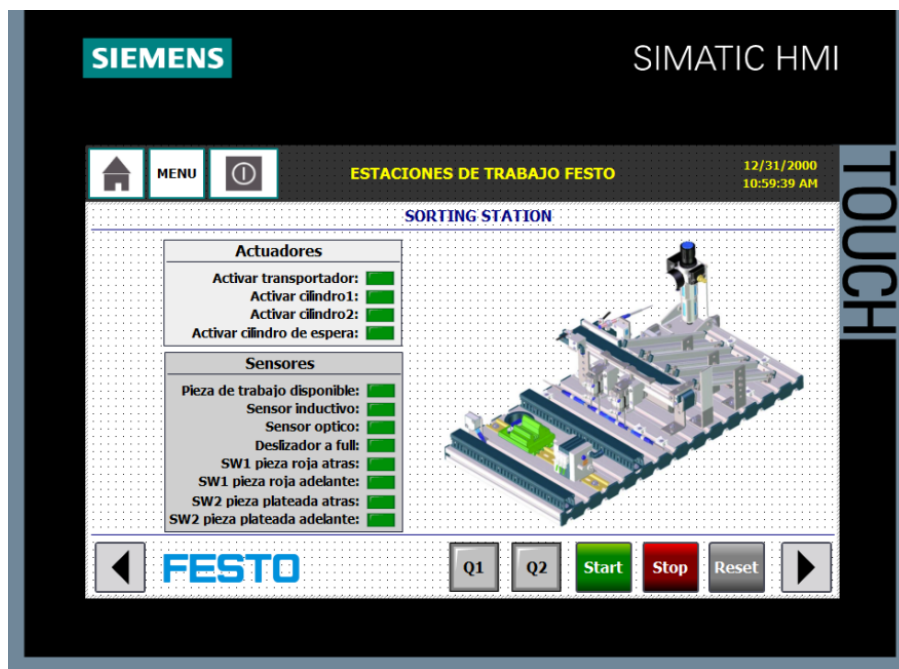 SIEMENS
SIMATIC HMI
TOUCH
MENU
ESTACIONES DE TRABAJO FESTO
12/31/2000
10:59:39 AM
SORTING STATION
Actuadores
Activar transportador:
Activar cilindro1:
Activar cilindro2:
Activar cilindro de espera:
Sensores
Pieza de trabajo disponible:
Sensor inductivo:
Sensor optico:
Deslizador a full:
SW1 pieza roja atras:
SW1 pieza roja adelante:
SW2 pieza plateada atras:
SW2 pieza plateada adelante:
FESTO
Q1
Q2
Start
Stop
Reset